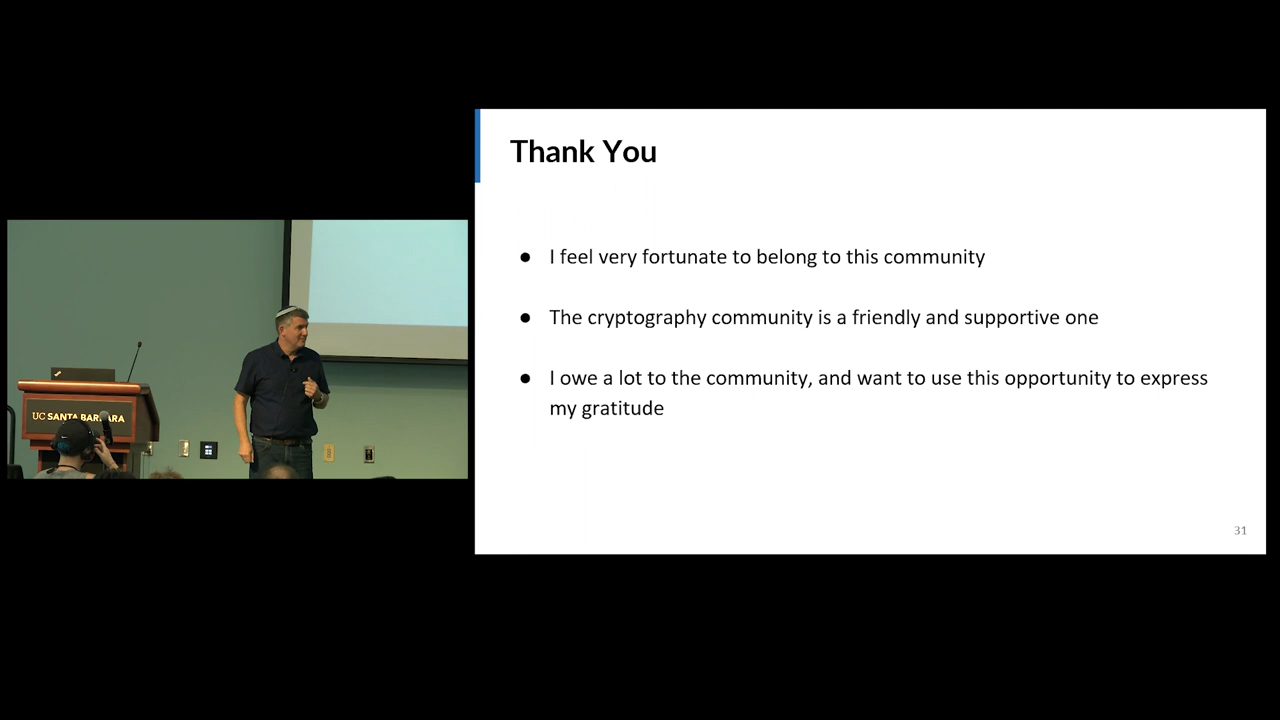 Thank You
● I feel very fortunate to belong to this community
● The cryptography community is a friendly and supportive one
● I owe a lot to the community, and want to use this opportunity to express
my gratitude
31
UC SANTA BARBARA